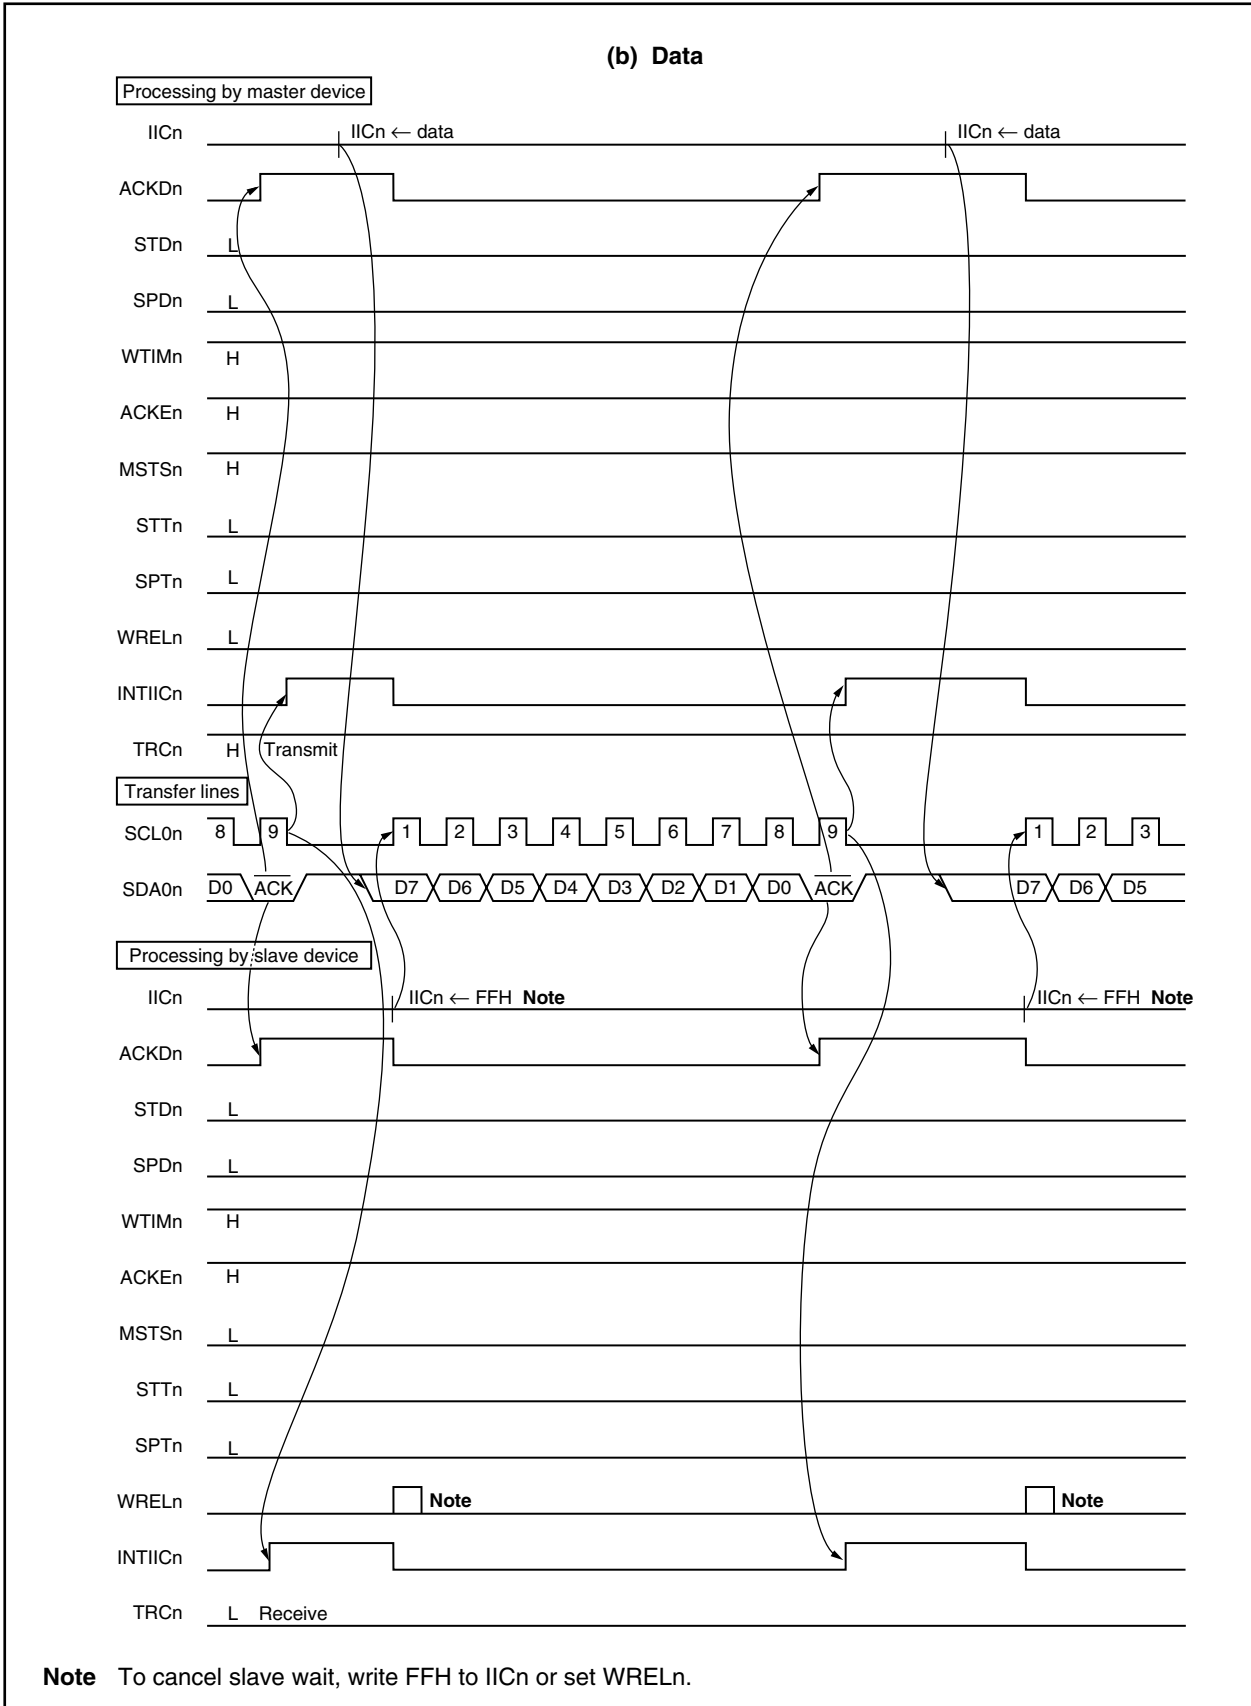 (b) Data
Processing by master device
IICn IICn ← data IICn ← data
ACKDn
STDn L
SPDn L
WTIMn H
ACKEn H
MSTSn H
STTn L
SPTn L
WRELn L
INTIICn
TRCn H Transmit
Transfer lines
SCL0n 8 9 1 2 3 4 5 6 7 8 9 1 2 3
SDA0n D0 ACK D7 D6 D5 D4 D3 D2 D1 D0 ACK D7 D6 D5
Processing by slave device
IICn IICn ← FFH Note IICn ← FFH Note
ACKDn
STDn L
SPDn L
WTIMn H
ACKEn H
MSTSn L
STTn L
SPTn L
WRELn Note Note
INTIICn
TRCn L Receive
Note To cancel slave wait, write FFH to IICn or set WRELn.